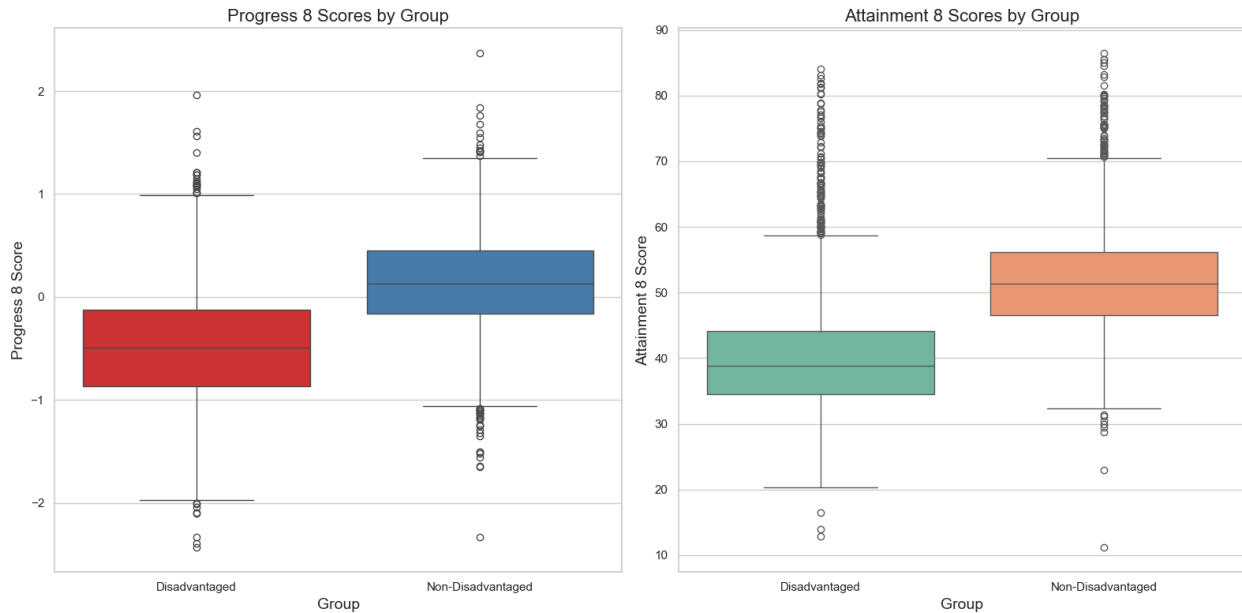 Progress 8 Scores by Group
Progress 8 Score
2
1
0
−1
−2
Disadvantaged
Non-Disadvantaged
Group
Attainment 8 Scores by Group
Attainment 8 Score
90
80
70
60
50
40
30
20
10
Disadvantaged
Non-Disadvantaged
Group